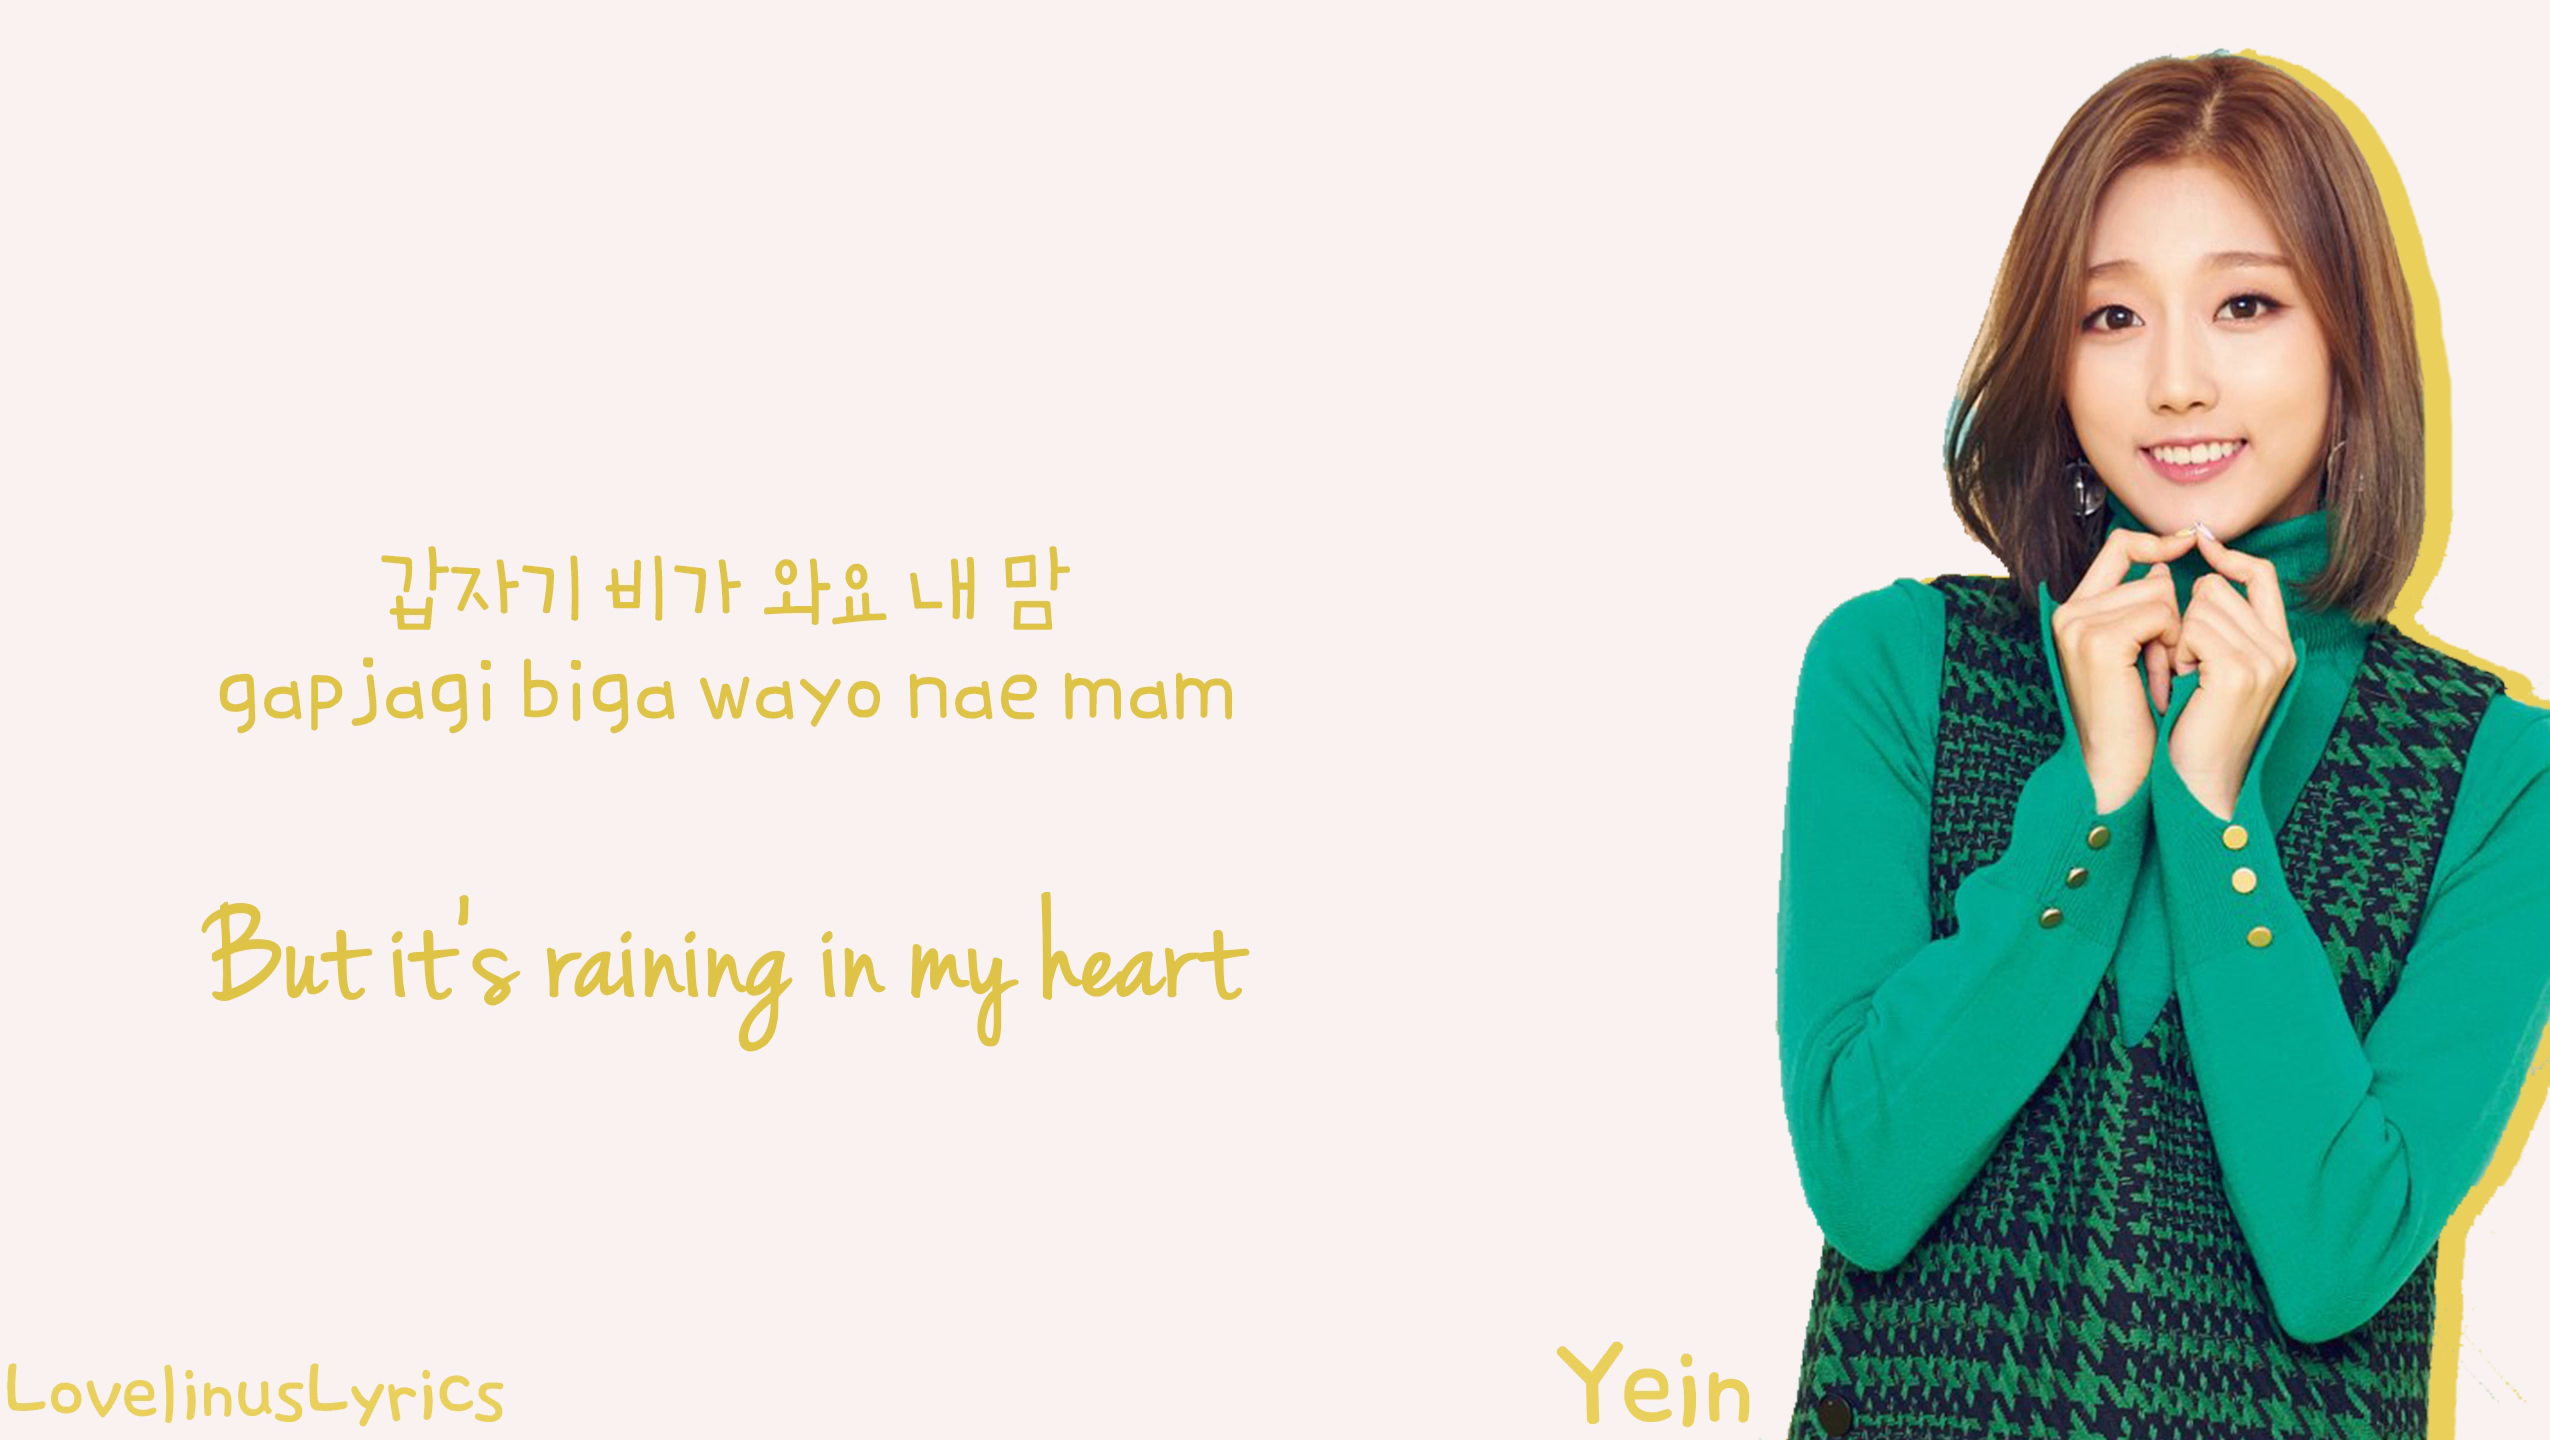 갑자기 비가 와요 내 맘
gapjagi biga wayo nae mam
But it's raining in my heart
LovelinusLyrics
Yein